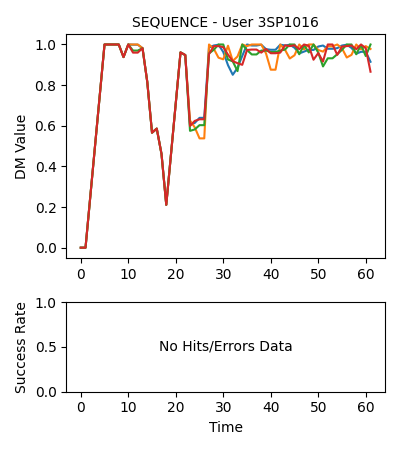 SEQUENCE - User 3SP1016
DM Value
1.0
0.8
0.6
0.4
0.2
0.0
0 10 20 30 40 50 60
Success Rate
1.0
0.5
0.0
No Hits/Errors Data
0 10 20 30 40 50 60
Time